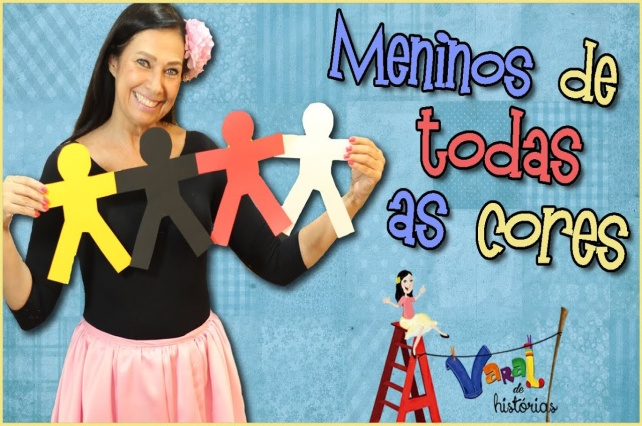 Meninos de
todas
as cores
Varal
de
histórias